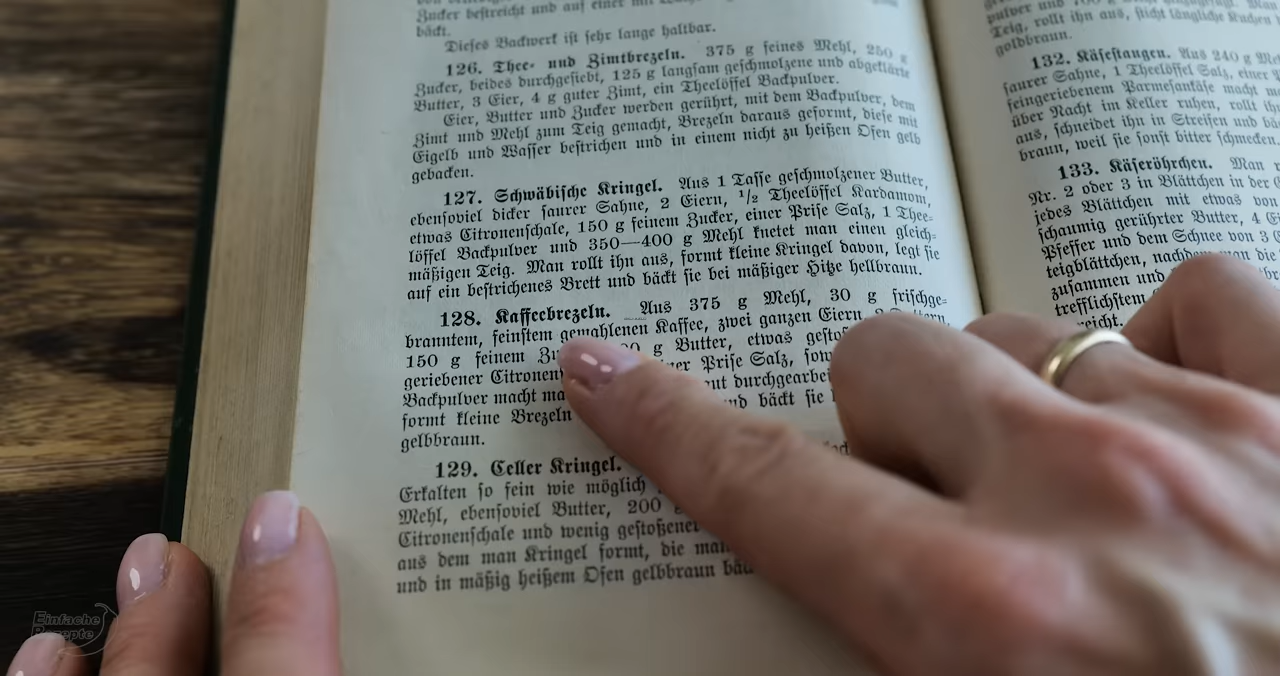 Zucker bestreicht und auf einer mit
bäckt.
Dieses Backwerk ist sehr lange haltbar.
126. Thee- und Zimtbrezeln. 375 g feines Mehl, 250 g
Zucker, beides durchgesiebt, 125 g langsam geschmolzene und abgeklärte
Butter, 3 Eier, 4 g guter Zimt, ein Theelöffel Backpulver.
Eier, Butter und Zucker werden gerührt, mit dem Backpulver, dem
Zimt und Mehl zum Teig gemacht, Brezeln daraus geformt, diese mit
Eigelb und Wasser bestrichen und in einem nicht zu heißen Ofen gelb
gebacken.
127. Schwäbische Kringel. Aus 1 Tasse geschmolzener Butter,
ebensoviel dicker saurer Sahne, 2 Eiern, 1/2 Theelöffel Kardamom,
etwas Citronenschale, 150 g feinem Zucker, einer Prise Salz, 1 Thee-
löffel Backpulver und 350—400 g Mehl knetet man einen gleich-
mäßigen Teig. Man rollt ihn aus, formt kleine Kringel davon, legt sie
auf ein bestrichenes Brett und bäckt sie bei mäßiger Hitze hellbraun.
128. Kaffeebrezeln. Aus 375 g Mehl, 30 g frischge-
branntem, feinstem gemahlenen Kaffee, zwei ganzen Eiern
150 g feinem g Butter, etwas
geriebener Prise Salz,
Backpulver macht
formt kleine Brezeln und bäckt sie
gelbbraun.
129. Celler Kringel.
Erkalten so fein wie möglich
Mehl, ebensoviel Butter, 200
Citronenschale und wenig gestoßener
aus dem man Kringel formt, die man
und in mäßig heißem Ofen gelbbraun
Teig, rollt ihn aus, sticht längliche Kuchen
goldbraun.
132. Käsestangen. Aus 240 g
saurer Sahne, 1 Theelöffel Salz, einer
feingeriebenem Parmesankäse macht
über Nacht im Keller ruhen, rollt
aus, schneidet ihn in Streifen und
braun, weil sie sonst bitter schmecken.
133. Käseröhrchen. Man
Nr. 2 oder 3 in Blättchen in der
jedes Blättchen mit etwas von
schaumig gerührter Butter, 4
Pfeffer und dem Schnee von 3
teigblättchen, nachdem man die
zusammen und
trefflichstem
Einfache
Rezepte